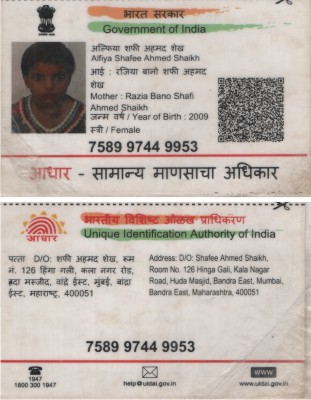 भारत सरकार
Government of India
अल्फिया शफी अहमद शेख
Alfiya Shafee Ahmed Shaikh
आई : रजिया बानो शफी अहमद
शेख
Mother : Razia Bano Shafi
Ahmed Shaikh
जन्म वर्ष / Year of Birth : 2009
स्त्री / Female
7589 9744 9953
आधार - सामान्य माणसाचा अधिकार
आधार
भारतीय विशिष्ट ओळख प्राधिकरण
Unique Identification Authority of India
पत्ता D/O: शफी अहमद शेख, रूम
नं. 126 हिंगा गली, कला नगर रोड,
हुदा मस्जीद, वांद्रे ईस्ट, मुंबई, बांद्रा
ईस्ट, महाराष्ट्र, 400051
Address: D/O: Shafee Ahmed Shaikh,
Room No. 126 Hinga Gali, Kala Nagar
Road, Huda Masjid, Bandra East, Mumbai,
Bandra East, Maharashtra, 400051
7589 9744 9953
1947
1800 300 1947
help@uidai.gov.in
WWW
www.uidai.gov.in